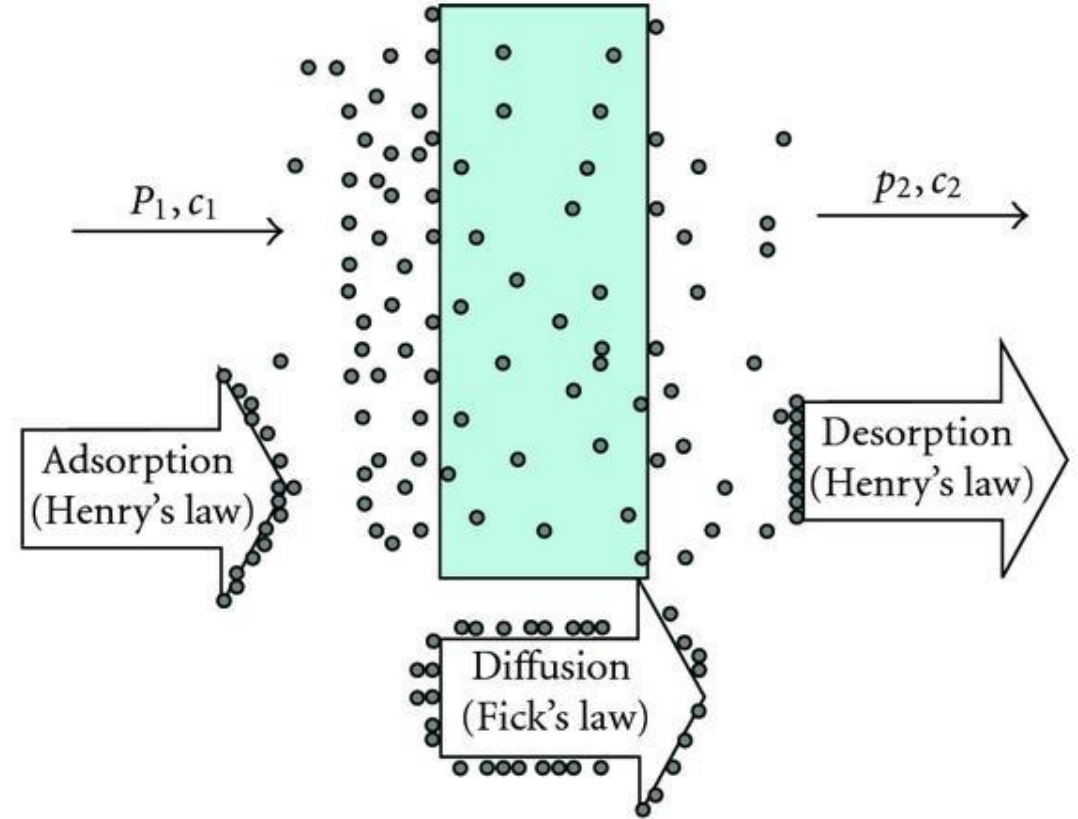 P₁, c₁
p₂, c₂
Adsorption
(Henry’s law)
Desorption
(Henry’s law)
Diffusion
(Fick’s law)